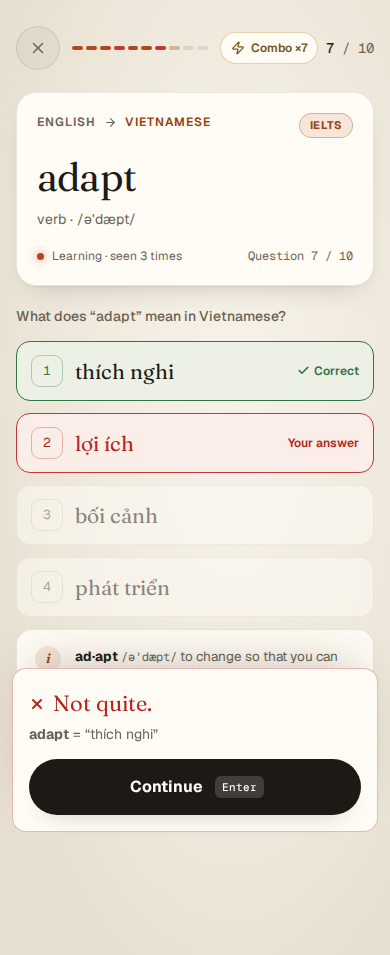 Combo ×7 7 / 10
ENGLISH → VIETNAMESE IELTS
adapt
verb · /ə'dæpt/
Learning · seen 3 times Question 7 / 10
What does “adapt” mean in Vietnamese?
1 thích nghi Correct
2 lợi ích Your answer
3 bối cảnh
4 phát triển
i ad·apt /əˈdæpt/ to change so that you can
× Not quite.
adapt = “thích nghi”
Continue Enter